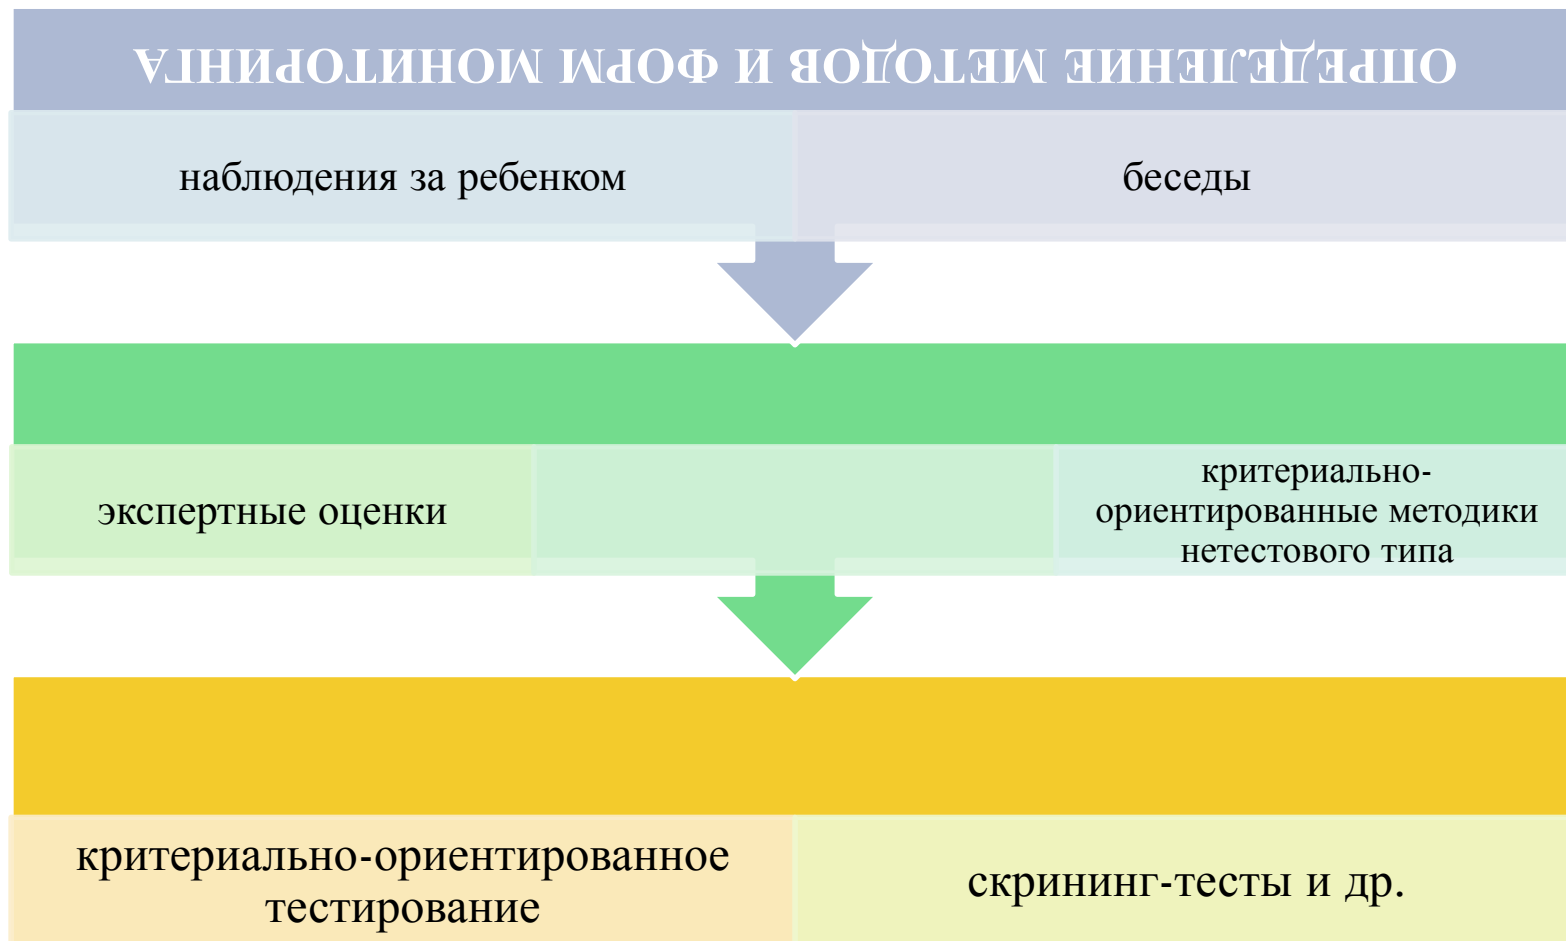 ОПРЕДЕЛЕНИЕ МЕТОДОВ И ФОРМ МОНИТОРИНГА
наблюдения за ребенком
беседы
экспертные оценки
критериально-
ориентированные методики
нетестового типа
критериально-ориентированное
тестирование
скрининг-тесты и др.